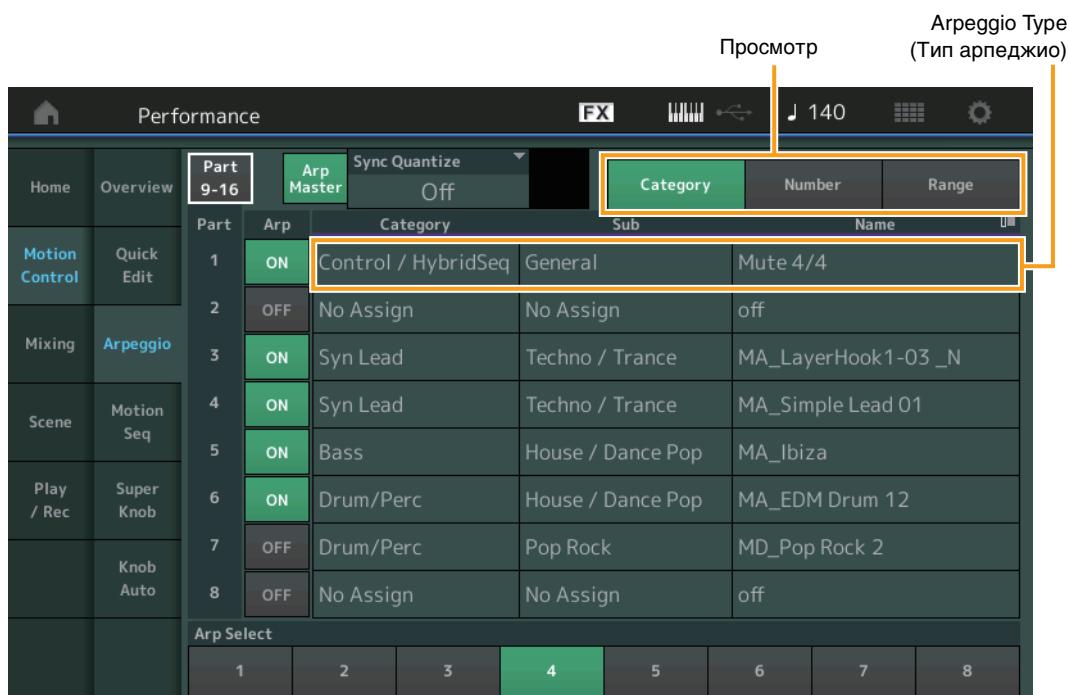 Просмотр
Arpeggio Type
(Тип арпеджио)
Performance
FX
140
Home
Overview
Motion
Control
Quick
Edit
Mixing
Arpeggio
Scene
Motion
Seq
Play
/ Rec
Super
Knob
Knob
Auto
Part
9-16
Arp
Master
Sync Quantize
Off
Category Number Range
Part Arp Category Sub Name
1 ON Control / HybridSeq General Mute 4/4
2 OFF No Assign No Assign off
3 ON Syn Lead Techno / Trance MA_LayerHook1-03 _N
4 ON Syn Lead Techno / Trance MA_Simple Lead 01
5 ON Bass House / Dance Pop MA_Ibiza
6 ON Drum/Perc House / Dance Pop MA_EDM Drum 12
7 OFF Drum/Perc Pop Rock MD_Pop Rock 2
8 OFF No Assign No Assign off
Arp Select
1 2 3 4 5 6 7 8